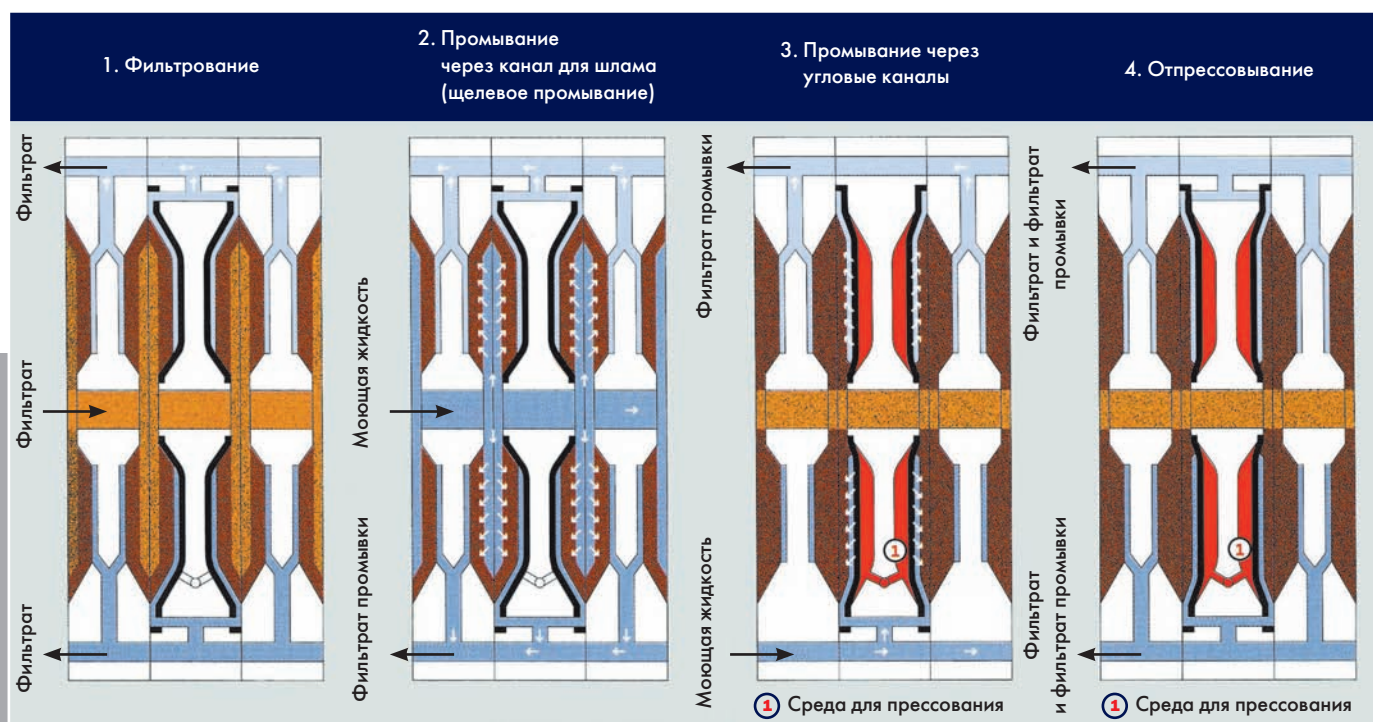 1. Фильтрование
2. Промывание
через канал для шлама
(щелевое промывание)
3. Промывание через
угловые каналы
4. Отпрессовывание
Фильтрат
Фильтрат
Фильтрат
Моющая жидкость
Фильтрат промывки
Фильтрат промывки
Моющая жидкость
1
1 Среда для прессования
Фильтрат и фильтрат
промывки
Фильтрат
и фильтрат промывки
1
1 Среда для прессования